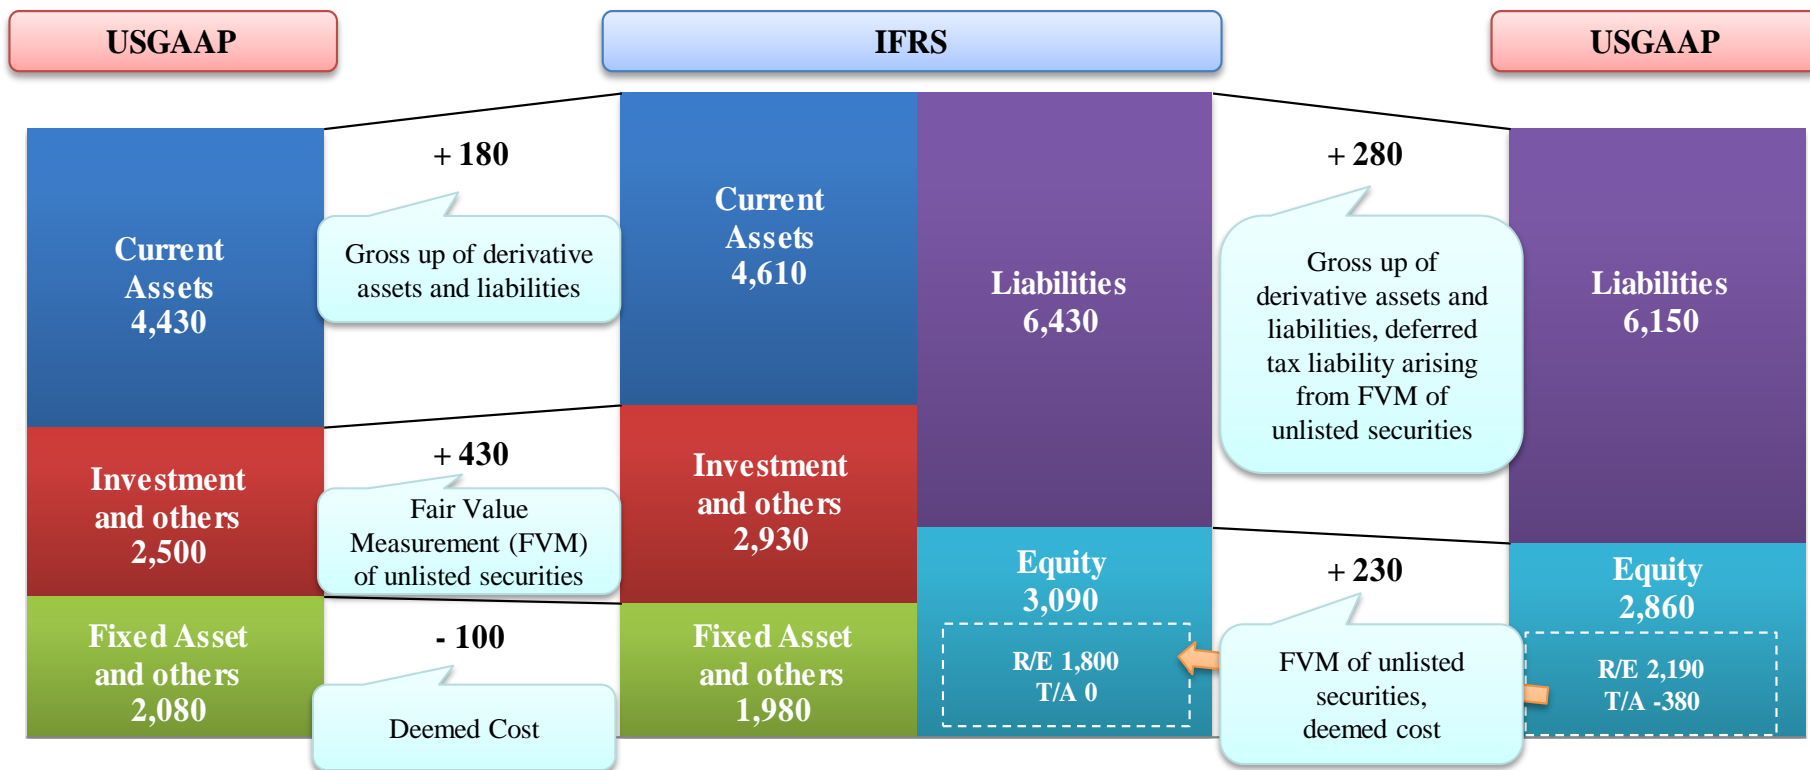 USGAAP
IFRS
USGAAP
Current
Assets
4,430
Investment
and others
2,500
Fixed Asset
and others
2,080
+ 180
Gross up of derivative
assets and liabilities
+ 430
Fair Value
Measurement (FVM)
of unlisted securities
- 100
Deemed Cost
Current
Assets
4,610
Investment
and others
2,930
Fixed Asset
and others
1,980
Liabilities
6,430
Equity
3,090
R/E 1,800
T/A 0
+ 280
Gross up of
derivative assets and
liabilities, deferred
tax liability arising
from FVM of
unlisted securities
+ 230
FVM of unlisted
securities,
deemed cost
Liabilities
6,150
Equity
2,860
R/E 2,190
T/A -380